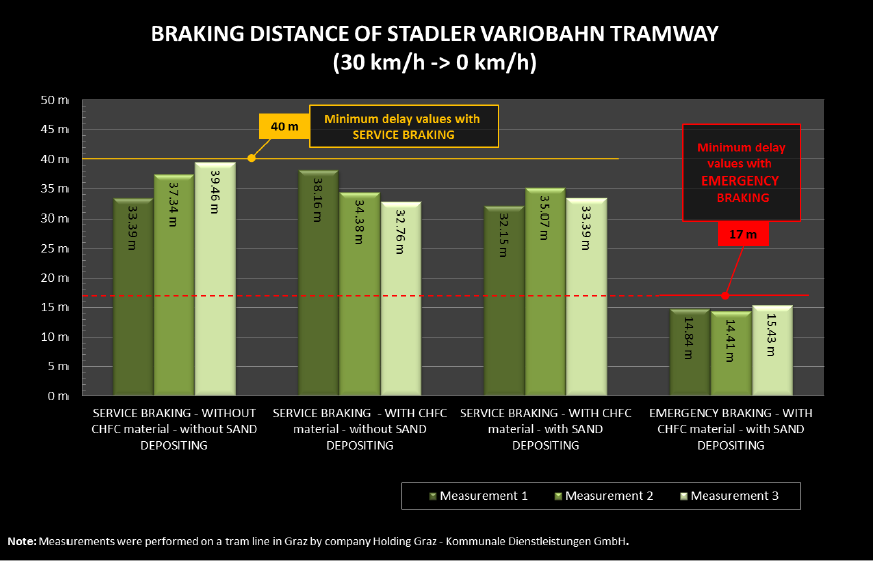 BRAKING DISTANCE OF STADLER VARIOBAHN TRAMWAY
(30 km/h -> 0 km/h)
50 m
45 m
40 m
35 m
30 m
25 m
20 m
15 m
10 m
5 m
0 m
40 m
Minimum delay values with
SERVICE BRAKING
Minimum delay
values with
EMERGENCY
BRAKING
17 m
33.39 m
37.34 m
39.46 m
38.16 m
34.38 m
32.76 m
32.15 m
35.07 m
33.39 m
14.84 m
14.41 m
15.43 m
SERVICE BRAKING - WITHOUT
CHFC material - without SAND
DEPOSITING
SERVICE BRAKING - WITH CHFC
material - without SAND
DEPOSITING
SERVICE BRAKING - WITH CHFC
material - with SAND
DEPOSITING
EMERGENCY BRAKING - WITH
CHFC material - with SAND
DEPOSITING
Measurement 1
Measurement 2
Measurement 3
Note: Measurements were performed on a tram line in Graz by company Holding Graz - Kommunale Dienstleistungen GmbH.